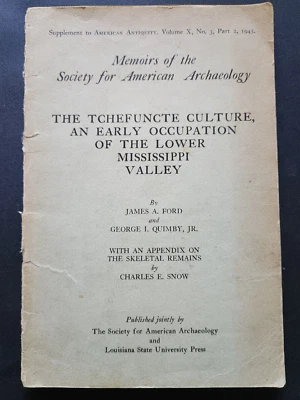 Supplement to American Antiquity, Volume X, No. 3, Part 2, 1945.
Memoirs of the
Society for American Archaeology
THE TCHEFUNCTE CULTURE,
AN EARLY OCCUPATION
OF THE LOWER
MISSISSIPPI
VALLEY
By
JAMES A. FORD
and
GEORGE I. QUIMBY, JR.
WITH AN APPENDIX ON
THE SKELETAL REMAINS
by
CHARLES E. SNOW
Published jointly by
The Society for American Archaeology
and
Louisiana State University Press